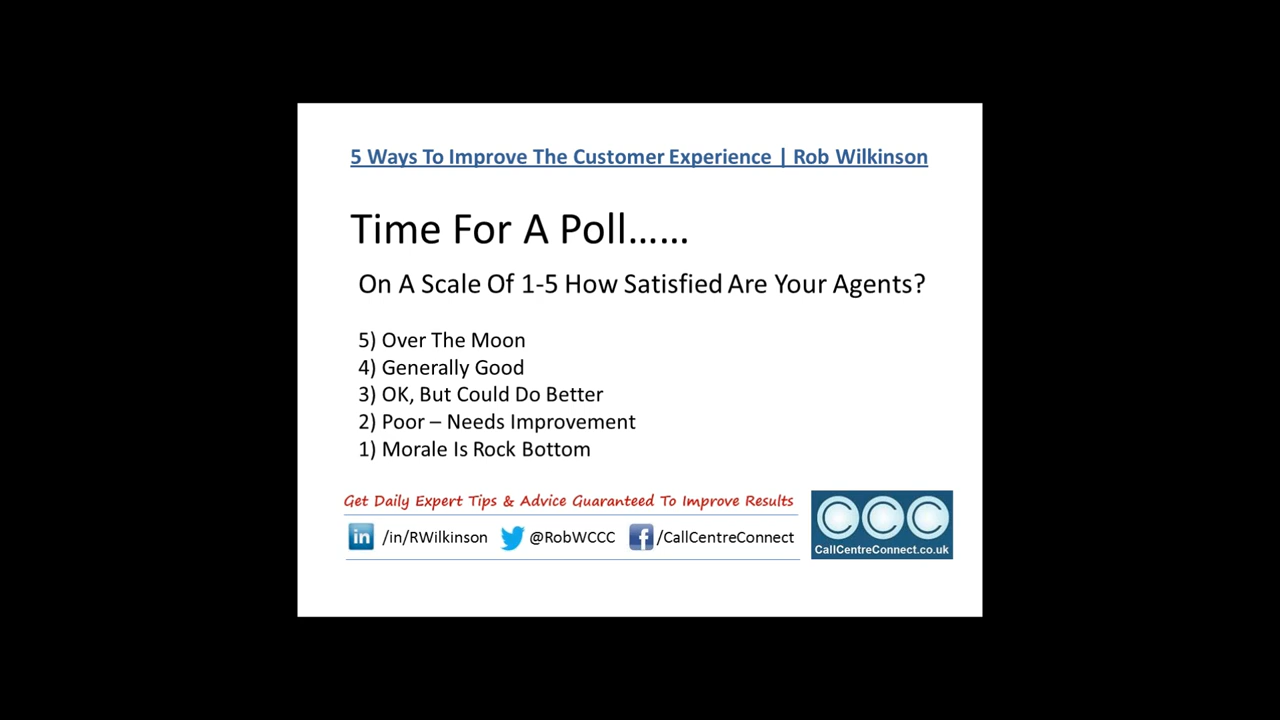 5 Ways To Improve The Customer Experience | Rob Wilkinson
Time For A Poll......
On A Scale Of 1-5 How Satisfied Are Your Agents?
5) Over The Moon
4) Generally Good
3) OK, But Could Do Better
2) Poor – Needs Improvement
1) Morale Is Rock Bottom
Get Daily Expert Tips & Advice Guaranteed To Improve Results
in /in/RWilkinson @RobWCCC f /CallCentreConnect
CCC
CallCentreConnect.co.uk